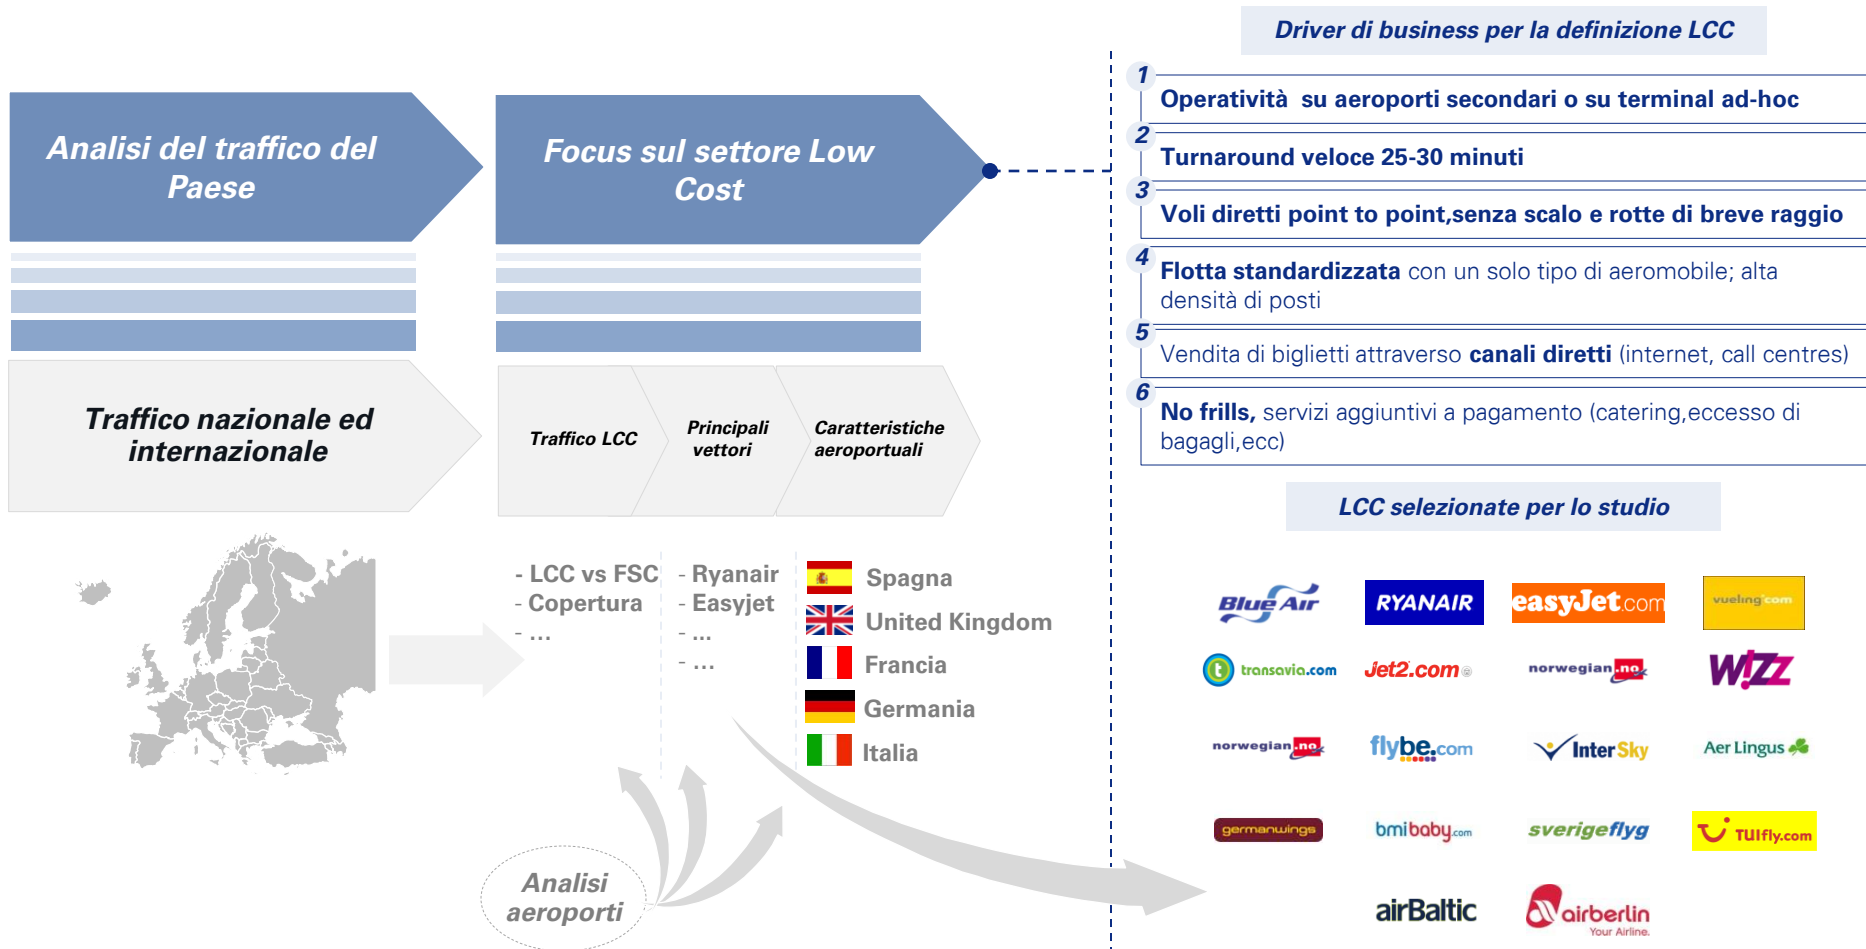 Analisi del traffico del
Paese
Focus sul settore Low
Cost
Traffico nazionale ed
internazionale
Traffico LCC
Principali
vettori
Caratteristiche
aeroportuali
- LCC vs FSC
- Copertura
- ...
- Ryanair
- Easyjet
- ...
- ...
Spagna
United Kingdom
Francia
Germania
Italia
Analisi
aeroporti
Driver di business per la definizione LCC
1
Operatività su aeroporti secondari o su terminal ad-hoc
2
Turnaround veloce 25-30 minuti
3
Voli diretti point to point,senza scalo e rotte di breve raggio
4
Flotta standardizzata con un solo tipo di aeromobile; alta
densità di posti
5
Vendita di biglietti attraverso canali diretti (internet, call centres)
6
No frills, servizi aggiuntivi a pagamento (catering,eccesso di
bagagli,ecc)
LCC selezionate per lo studio
Blue Air
RYANAIR
easyJet.com
vueling.com
t transavia.com
Jet2.com
norwegian.no
W!ZZ
norwegian.no
flybe.com
InterSky
Aer Lingus
germanwings
bmibaby.com
sverigeflyg
TUIfly.com
airBaltic
airberlin
Your Airline.